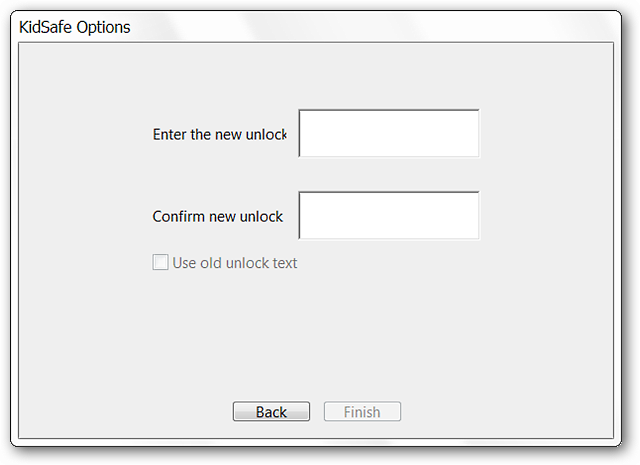 KidSafe Options
Enter the new unlock
Confirm new unlock
Use old unlock text
Back Finish